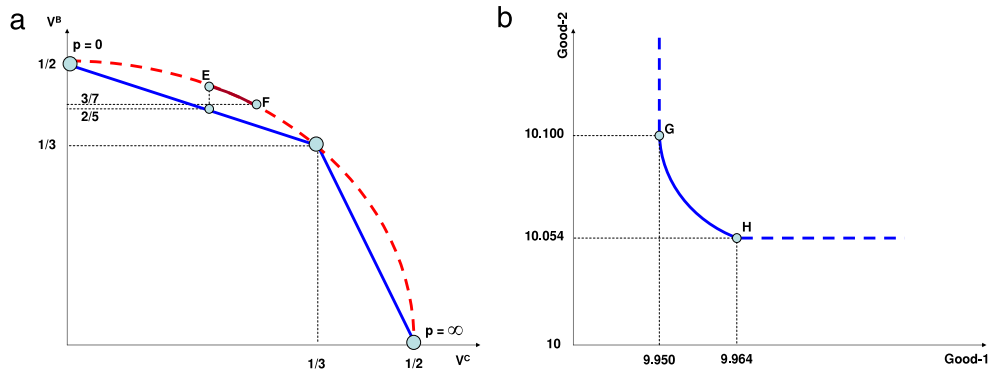 a
V^B
p = 0
1/2
E
F
3/7
2/5
1/3
p = ∞
1/3
1/2
V^C
b
Good-2
10.100
G
H
10.054
10
9.950
9.964
Good-1